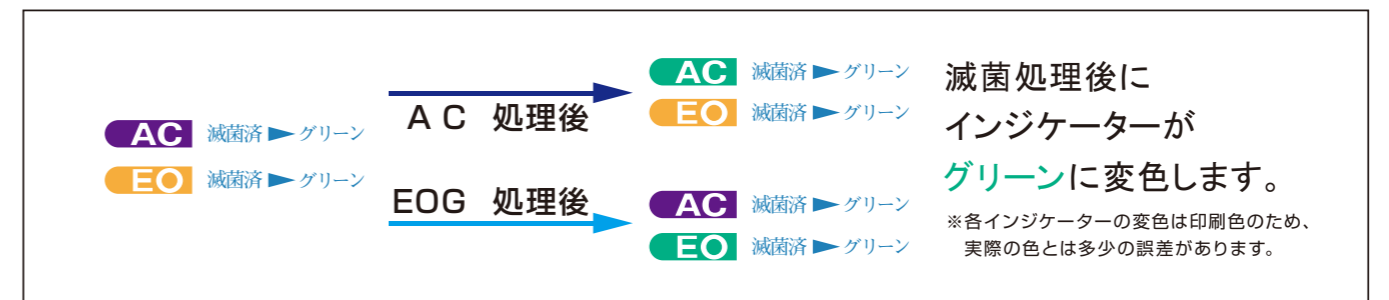 AC 滅菌済►グリーン
EO 滅菌済►グリーン
AC 処理後
AC 滅菌済►グリーン
EO 滅菌済►グリーン
EOG 処理後
AC 滅菌済►グリーン
EO 滅菌済►グリーン
滅菌処理後に
インジケーターが
グリーンに変色します。
※各インジケーターの変色は印刷色のため、
実際の色とは多少の誤差があります。